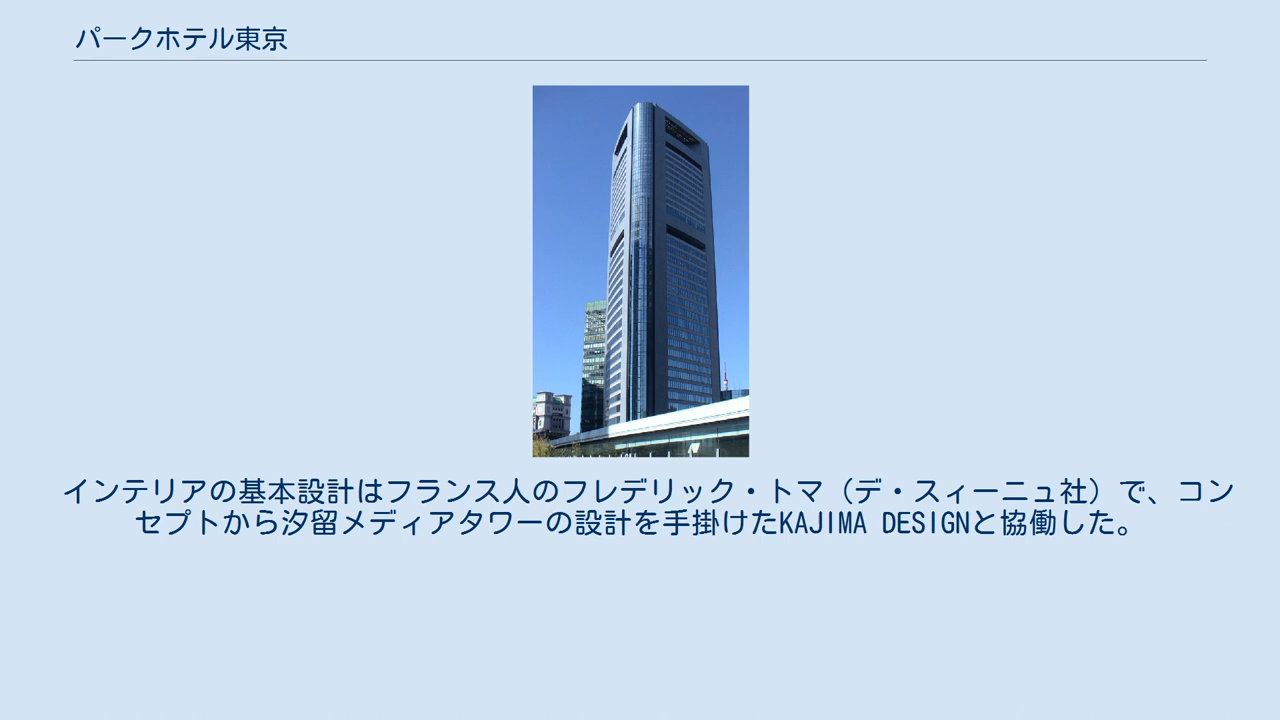 パークホテル東京
インテリアの基本設計はフランス人のフレデリック・トマ（デ・スィーニュ社）で、コン
セプトから汐留メディアタワーの設計を手掛けたKAJIMA DESIGNと協働した。